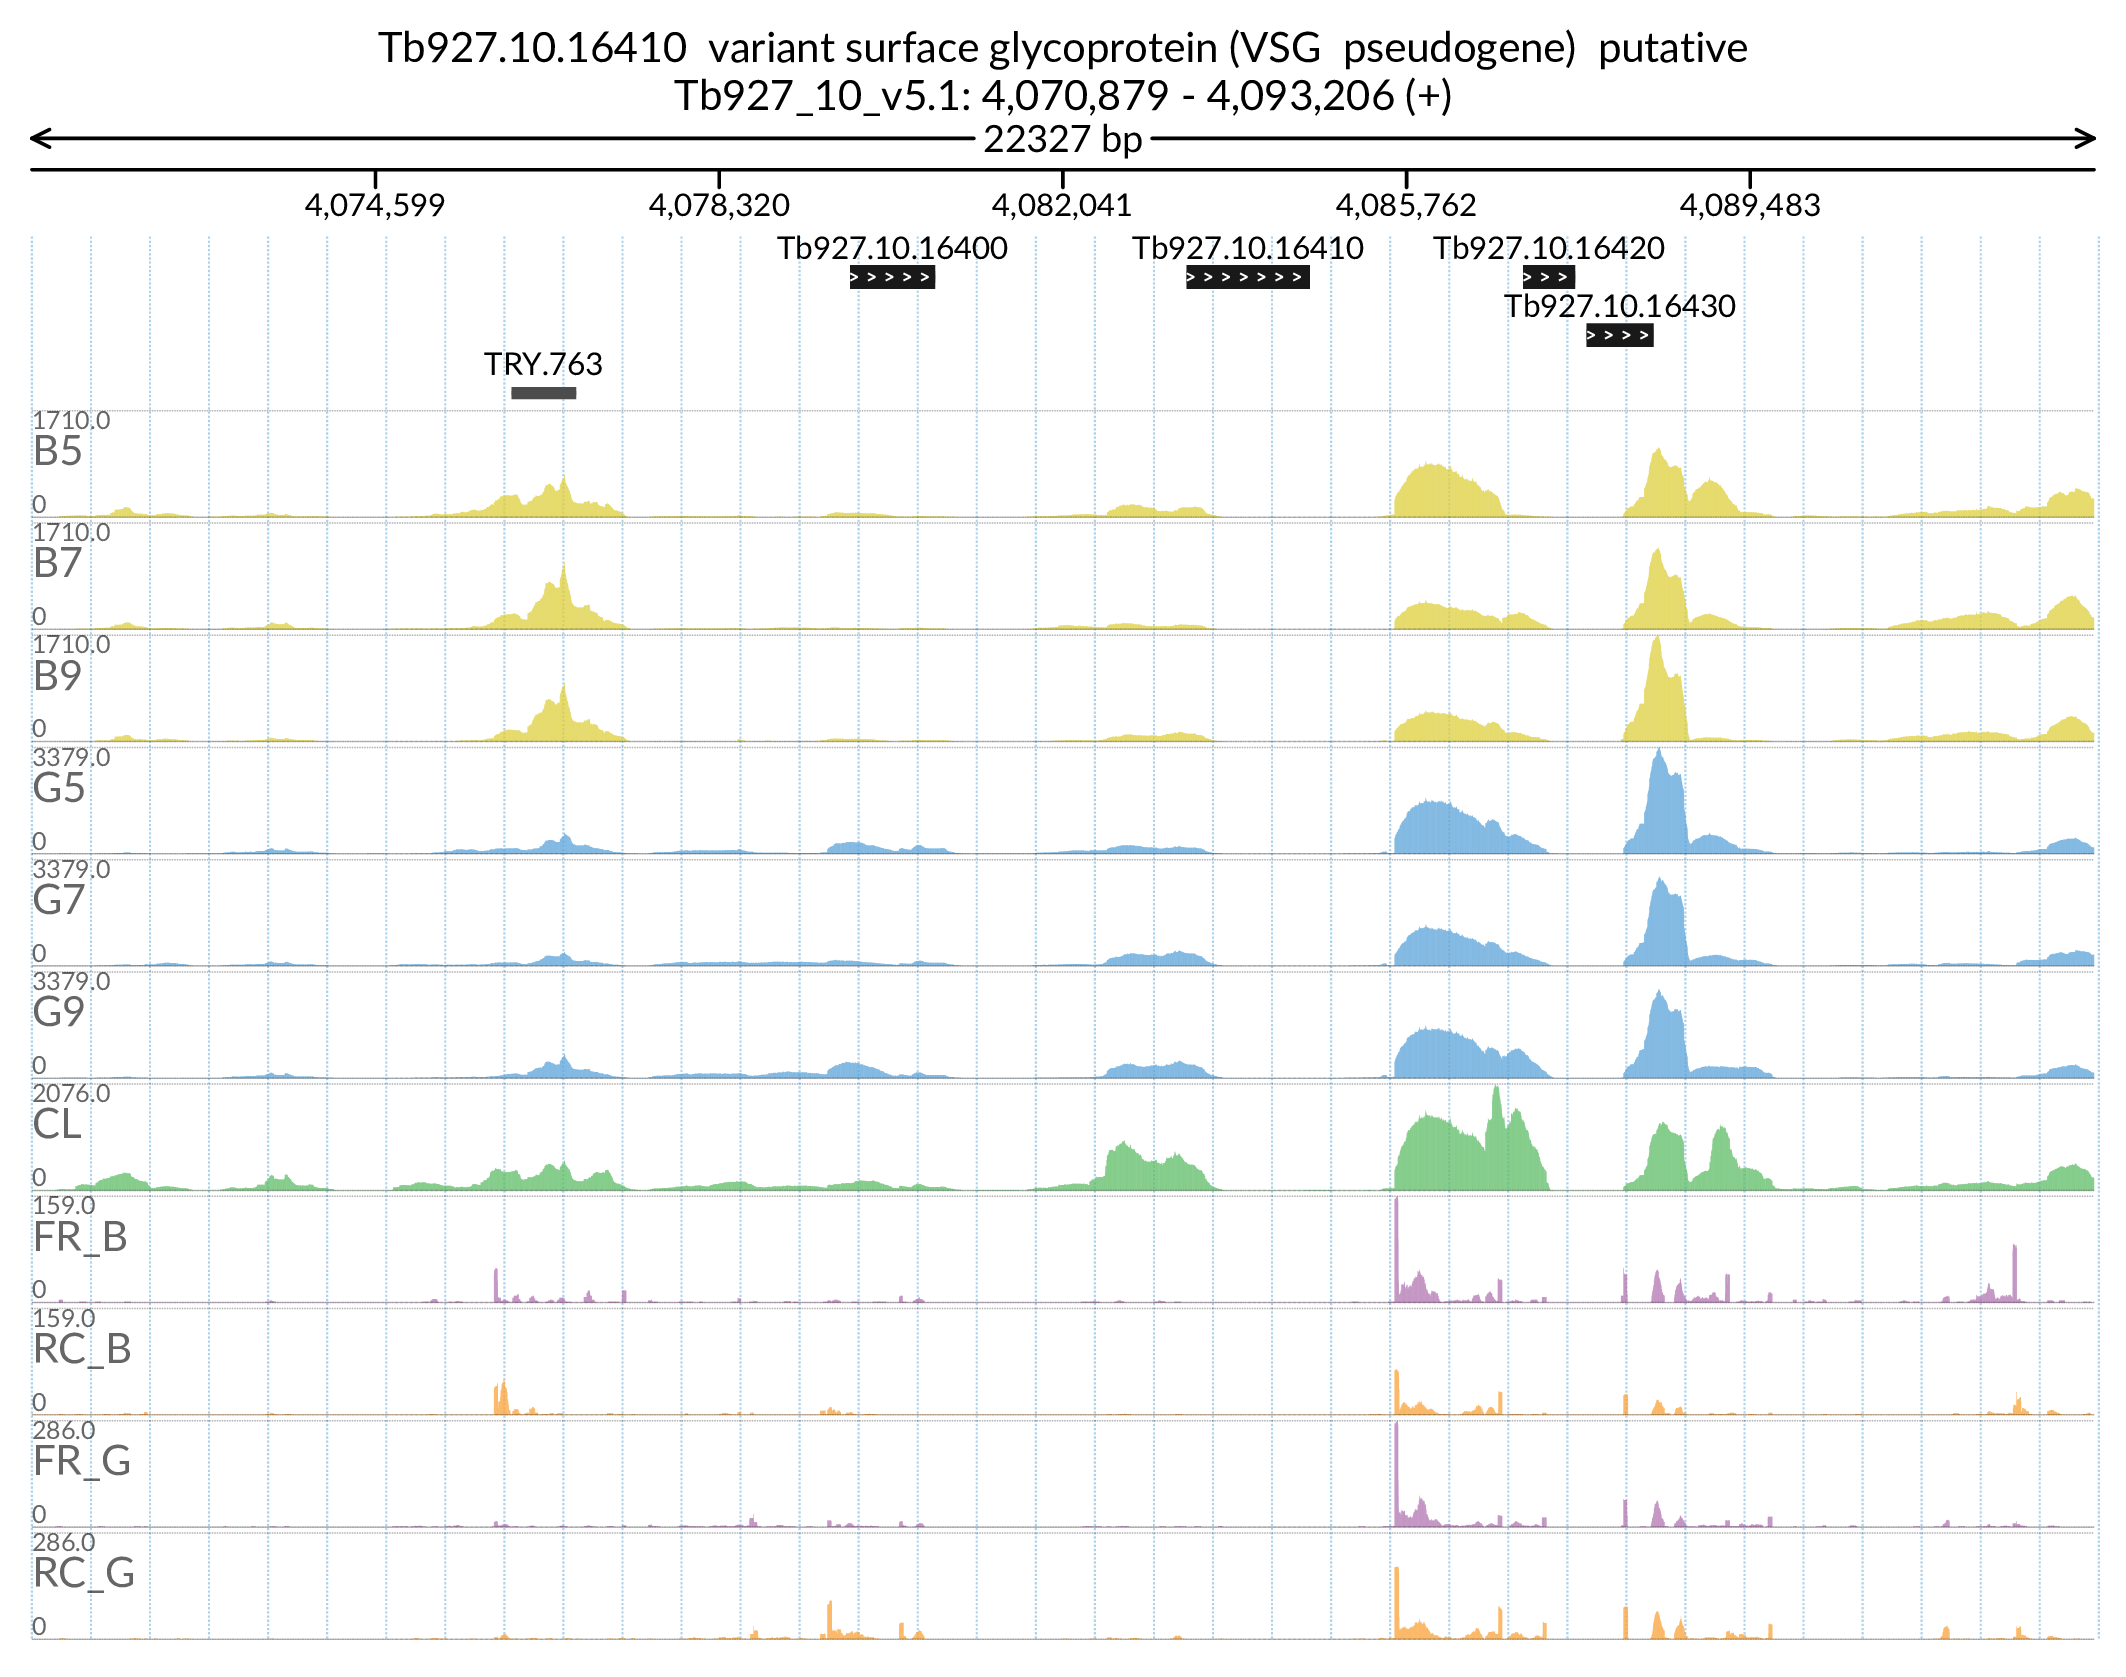 Tb927.10.16410 variant surface glycoprotein (VSG pseudogene) putative
Tb927_10_v5.1: 4,070,879 - 4,093,206 (+)
22327 bp
4,074,599 4,078,320 4,082,041 4,085,762 4,089,483
Tb927.10.16400 Tb927.10.16410 Tb927.10.16420
> > > > > > > > > > > > > > >
Tb927.10.16430
> > > >
TRY.763
1710.0
B5
0
1710.0
B7
0
1710.0
B9
0
3379.0
G5
0
3379.0
G7
0
3379.0
G9
0
2076.0
CL
0
159.0
FR_B
0
159.0
RC_B
0
286.0
FR_G
0
286.0
RC_G
0